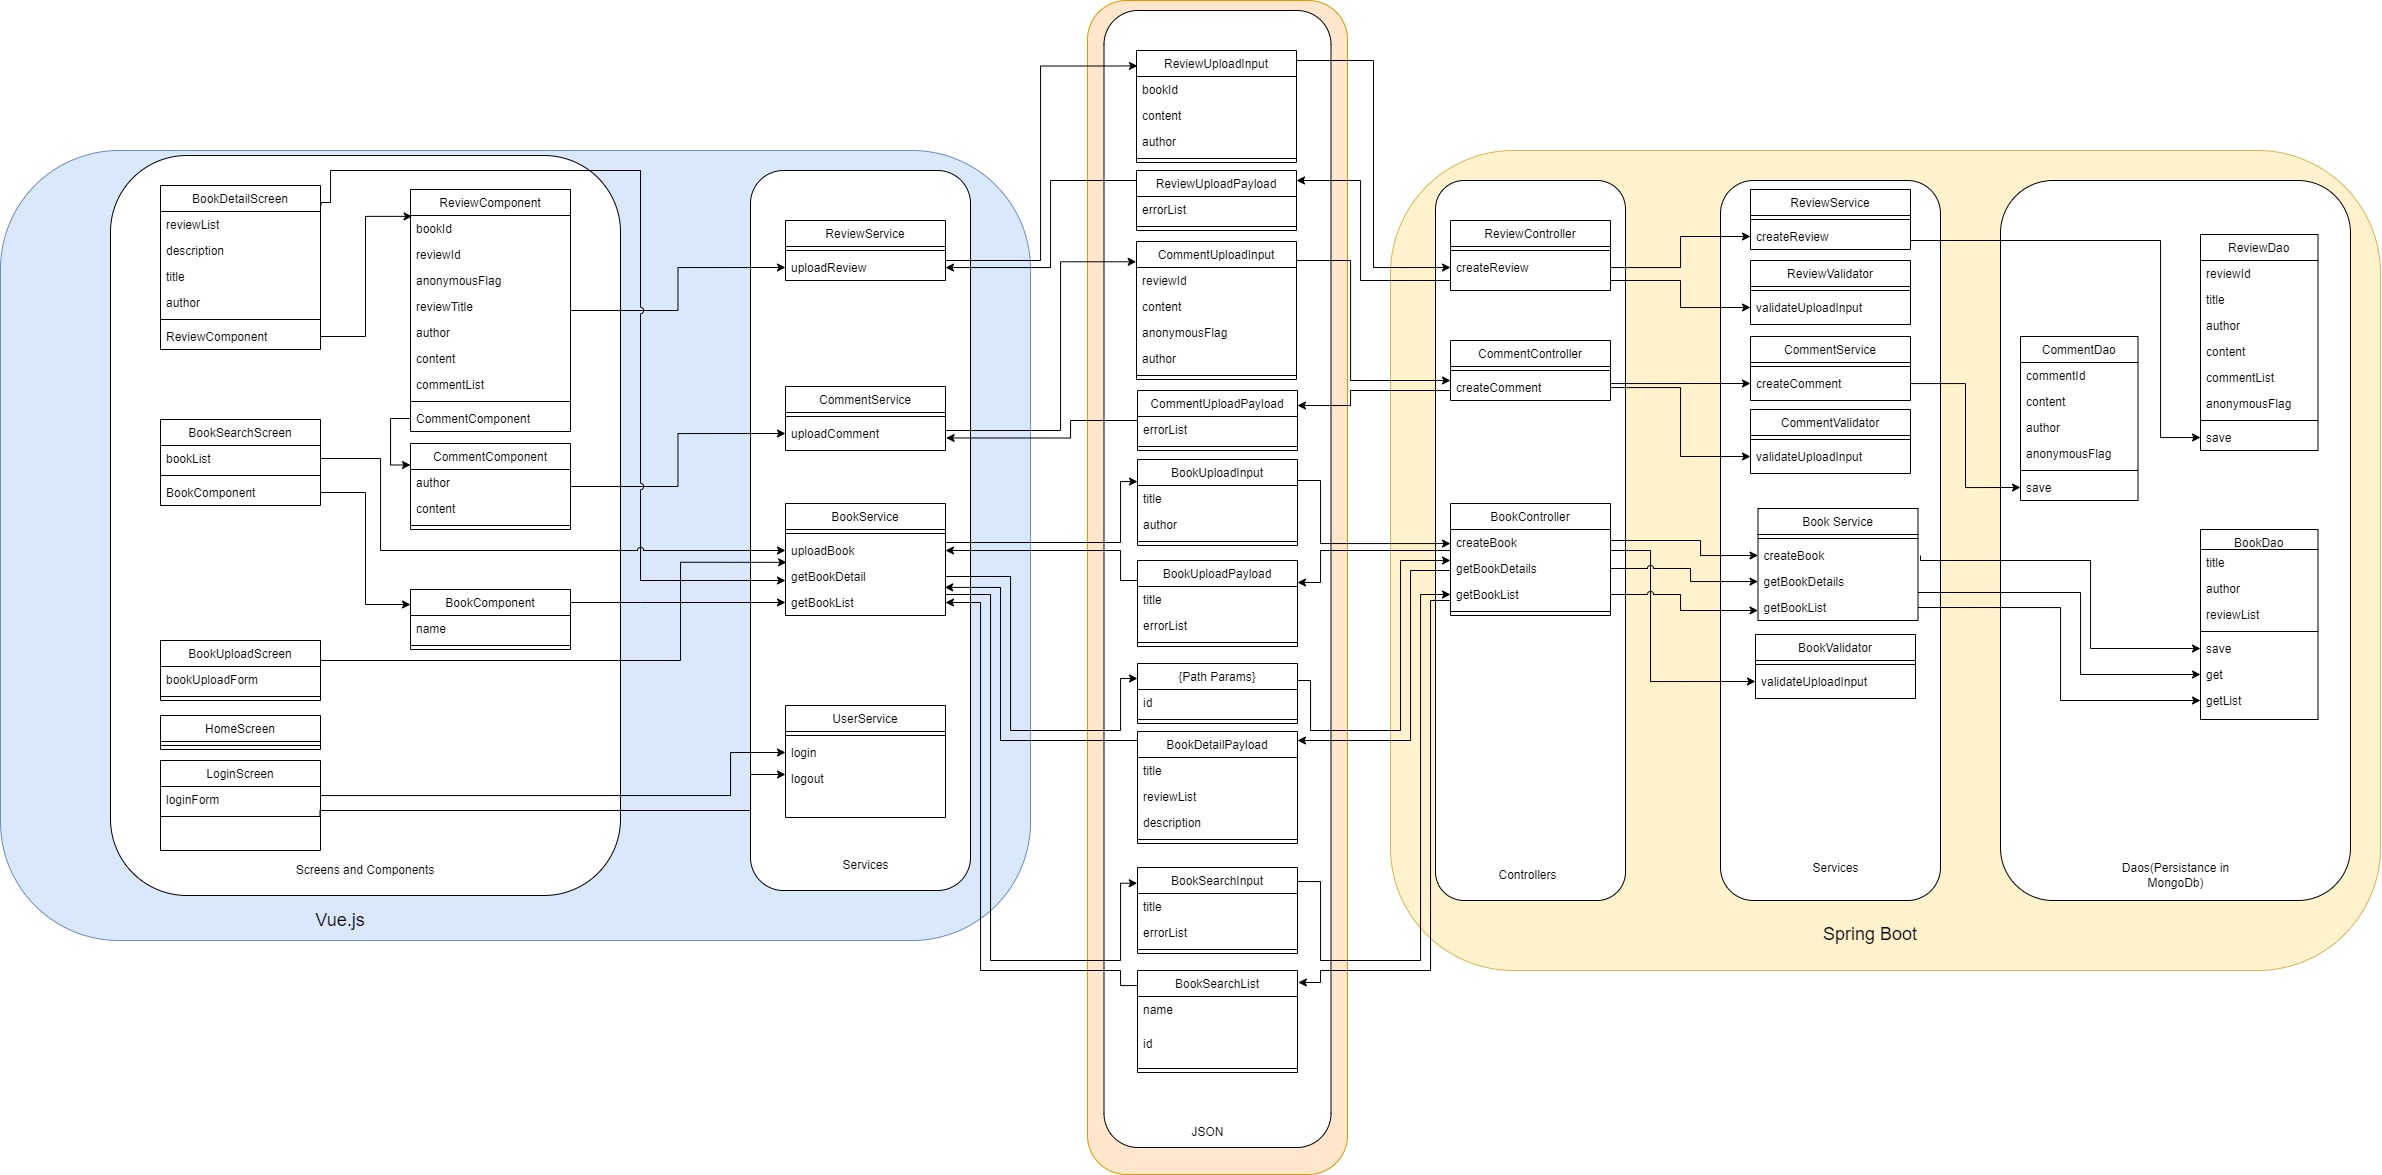 BookDetailScreen
reviewList
description
title
author
ReviewComponent
BookSearchScreen
bookList
BookComponent
BookUploadScreen
bookUploadForm
HomeScreen
LoginScreen
loginForm
ReviewComponent
bookId
reviewId
anonymousFlag
reviewTitle
author
content
commentList
CommentComponent
CommentComponent
author
content
BookComponent
name
Screens and Components
Vue.js
ReviewService
uploadReview
CommentService
uploadComment
BookService
uploadBook
getBookDetail
getBookList
UserService
login
logout
Services
ReviewUploadInput
bookId
content
author
ReviewUploadPayload
errorList
CommentUploadInput
reviewId
content
anonymousFlag
author
CommentUploadPayload
errorList
BookUploadInput
title
author
BookUploadPayload
title
errorList
{Path Params}
id
BookDetailPayload
title
reviewList
description
BookSearchInput
title
errorList
BookSearchList
name
id
JSON
ReviewController
createReview
CommentController
createComment
BookController
createBook
getBookDetails
getBookList
Controllers
ReviewService
createReview
ReviewValidator
validateUploadInput
CommentService
createComment
CommentValidator
validateUploadInput
Book Service
createBook
getBookDetails
getBookList
BookValidator
validateUploadInput
Services
CommentDao
commentId
content
author
anonymousFlag
save
ReviewDao
reviewId
title
author
content
commentList
anonymousFlag
save
BookDao
title
author
reviewList
save
get
getList
Daos(Persistance in
MongoDb)
Spring Boot